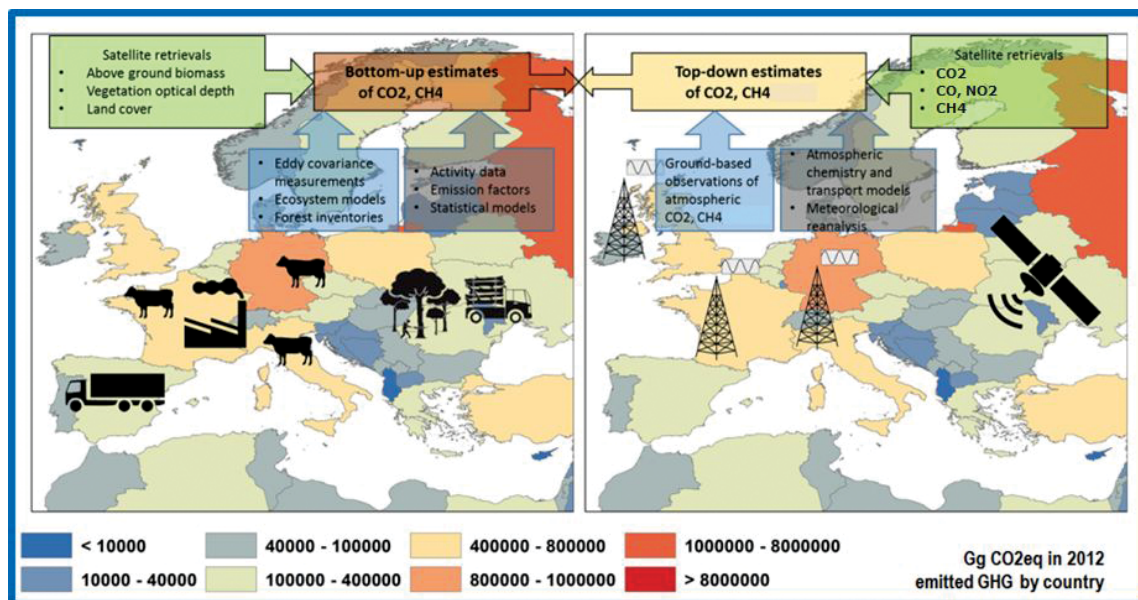 Satellite retrievals
• Above ground biomass
• Vegetation optical depth
• Land cover
Bottom-up estimates
of CO2, CH4
• Eddy covariance
measurements
• Ecosystem models
• Forest inventories
• Activity data
• Emission factors
• Statistical models
Top-down estimates
of CO2, CH4
Satellite retrievals
• CO2
• CO, NO2
• CH4
Ground-based
observations of
atmospheric
CO2, CH4
• Atmospheric
chemistry and
transport models
• Meteorological
reanalysis
< 10000
40000 - 100000
400000 - 800000
1000000 - 8000000
10000 - 40000
100000 - 400000
800000 - 1000000
> 8000000
Gg CO2eq in 2012
emitted GHG by country